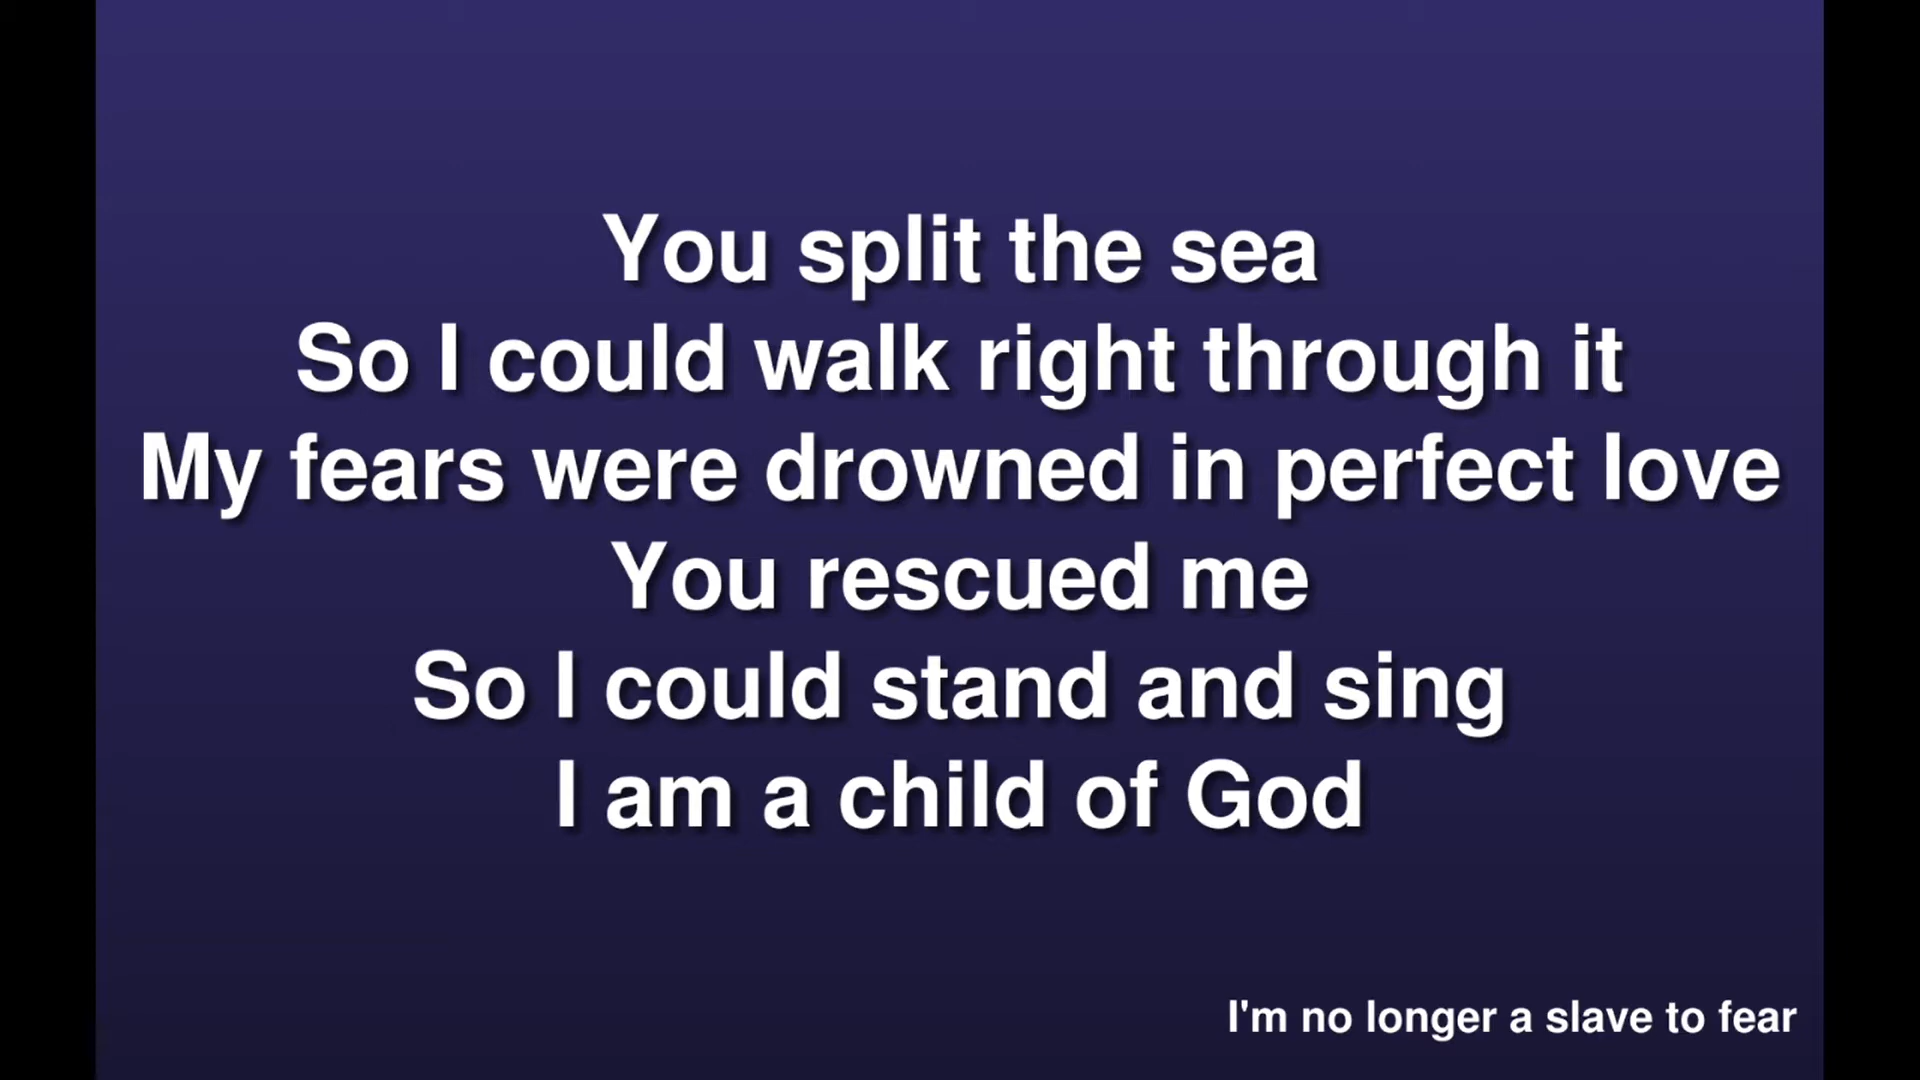 You split the sea
So I could walk right through it
My fears were drowned in perfect love
You rescued me
So I could stand and sing
I am a child of God
I'm no longer a slave to fear